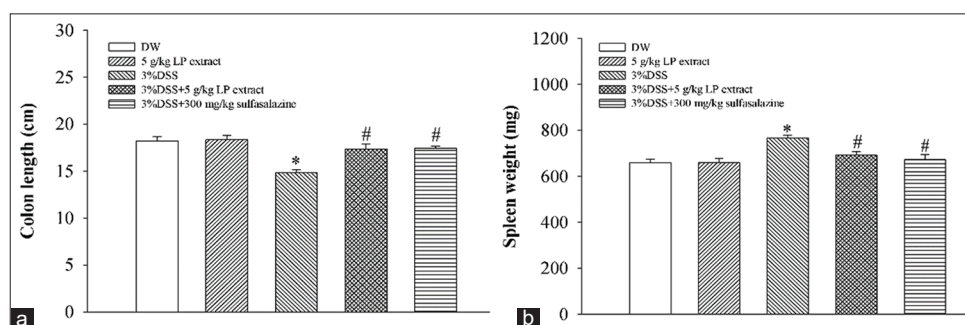 30
25
20
15
10
5
0
Colon length (cm)
DW
5 g/kg LP extract
3%DSS
3%DSS+5 g/kg LP extract
3%DSS+300 mg/kg sulfasalazine
*
#
#
a
1200
1000
800
600
400
200
0
Spleen weight (mg)
DW
5 g/kg LP extract
3%DSS
3%DSS+5 g/kg LP extract
3%DSS+300 mg/kg sulfasalazine
*
#
#
b